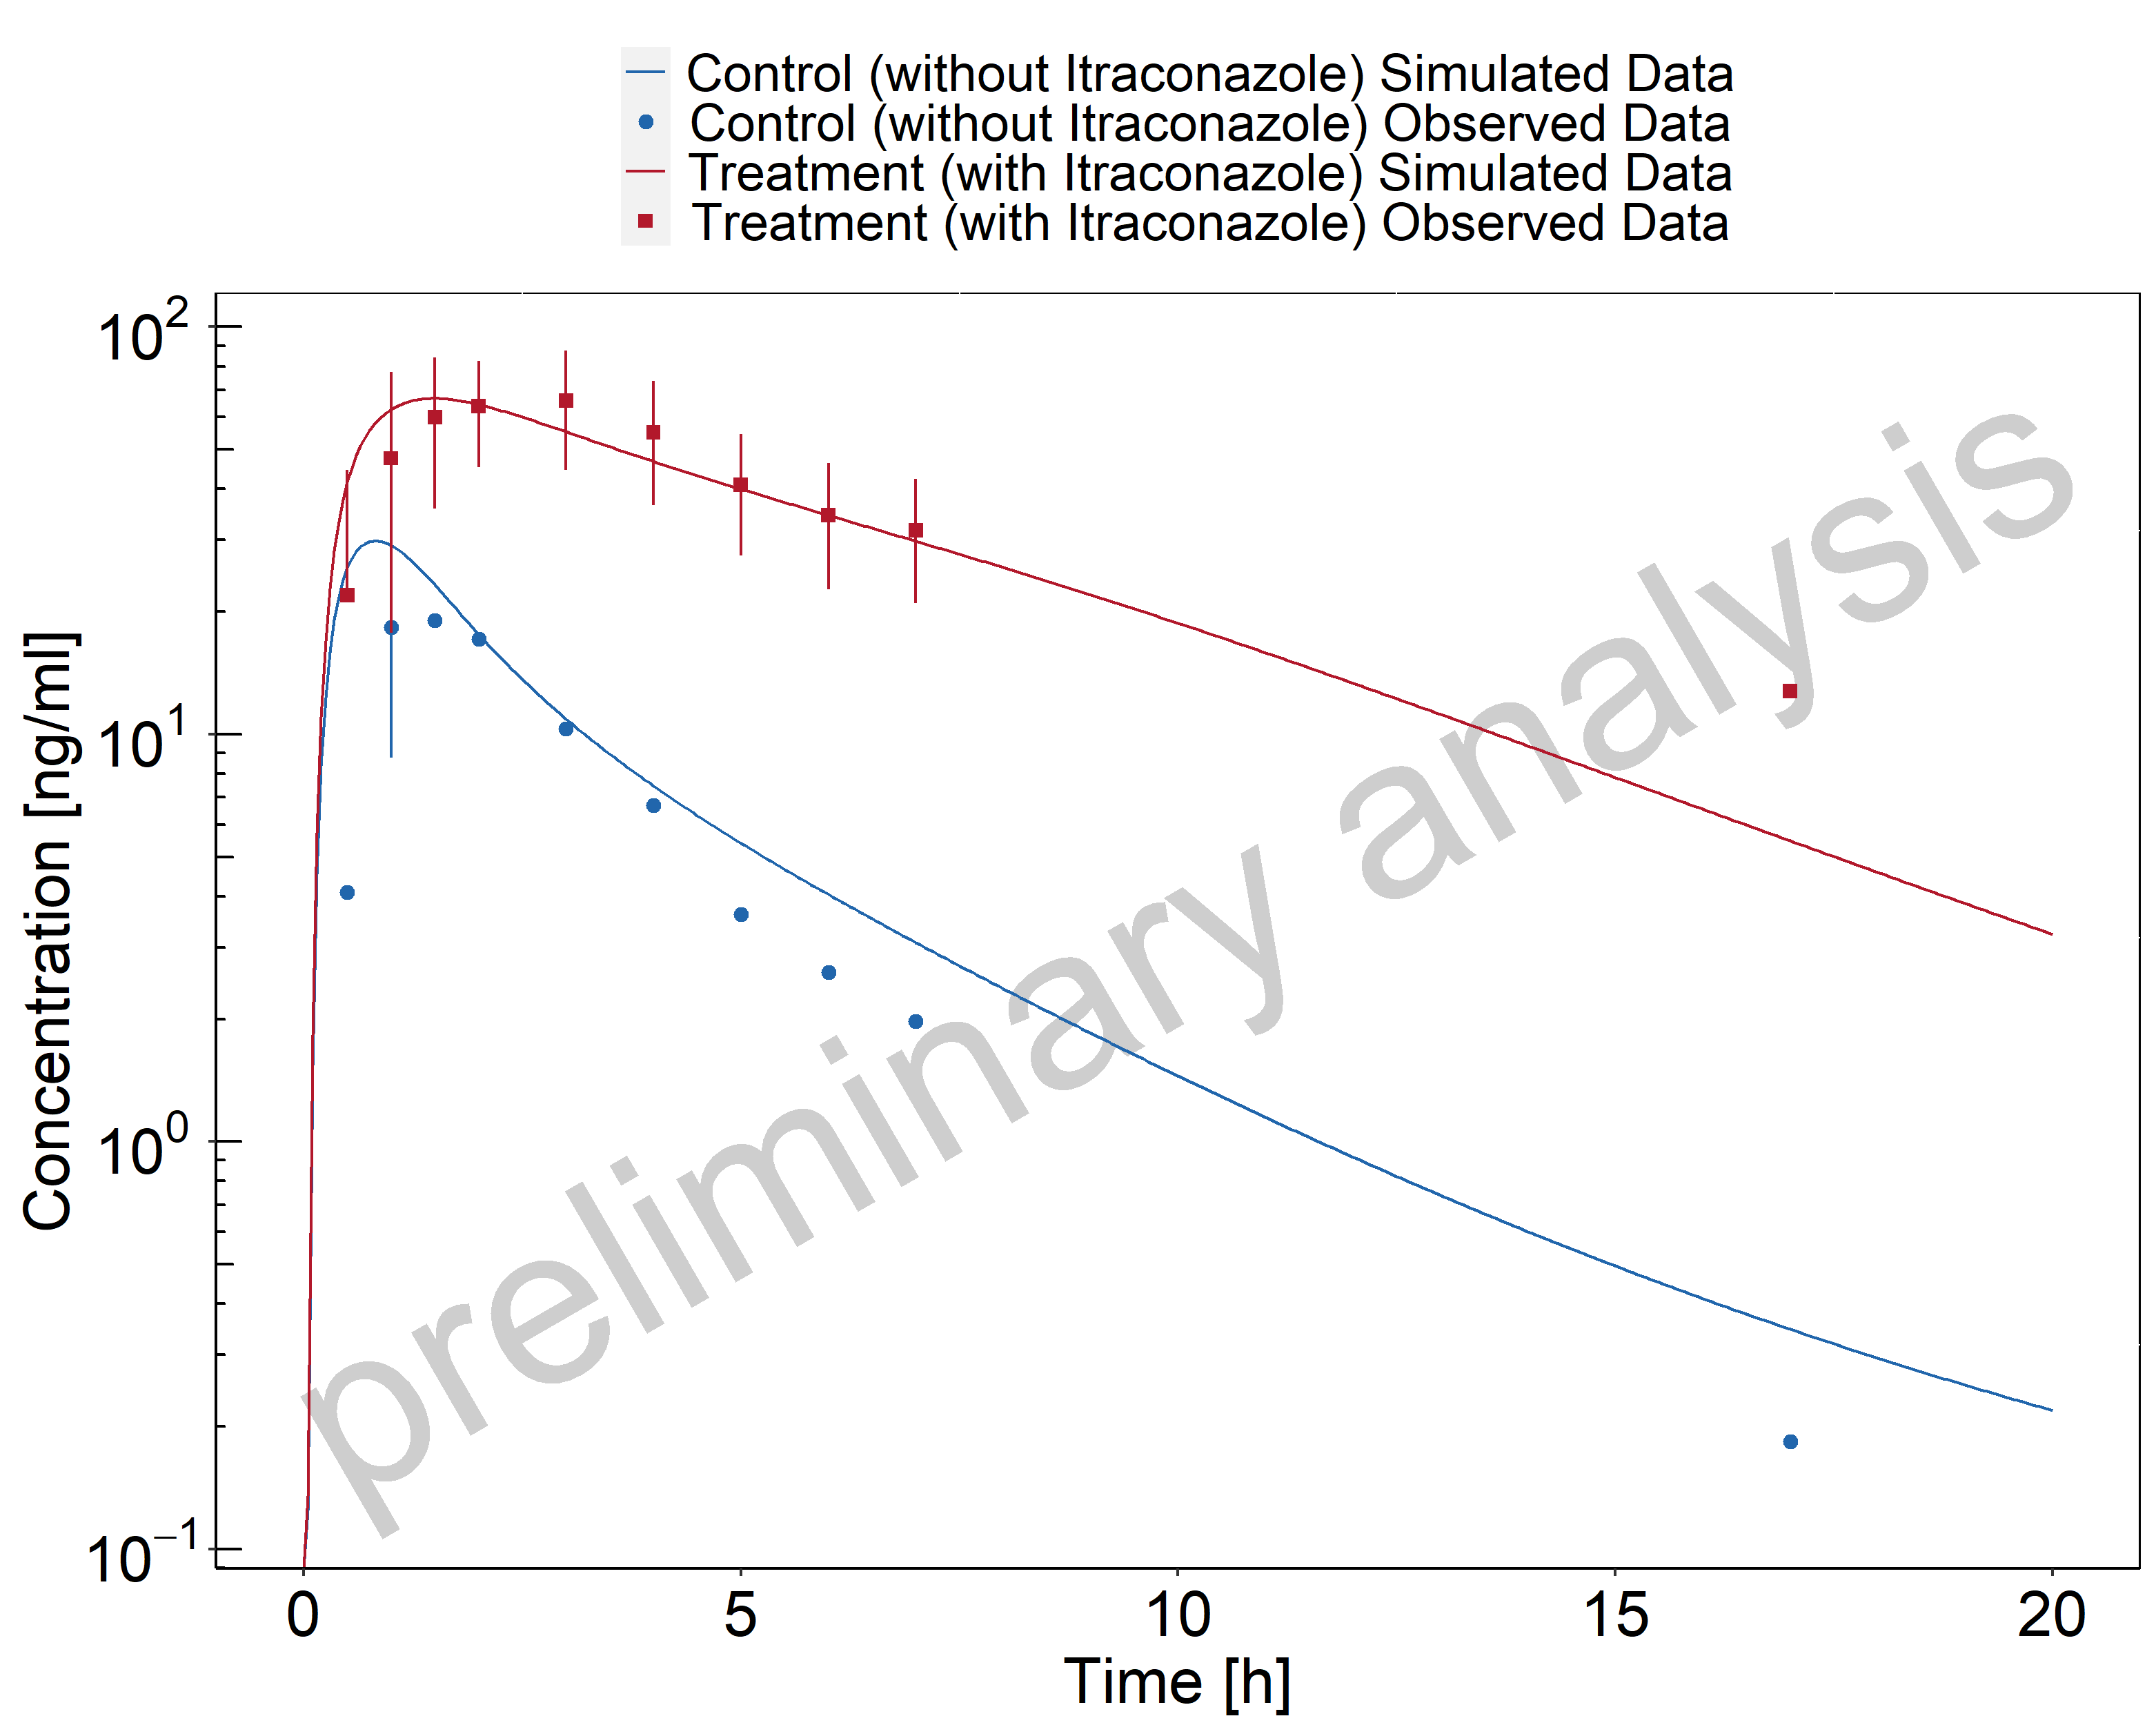 Control (without Itraconazole) Simulated Data
Control (without Itraconazole) Observed Data
Treatment (with Itraconazole) Simulated Data
Treatment (with Itraconazole) Observed Data
10²
10¹
10⁰
10⁻¹
Concentration [ng/ml]
preliminary analysis
0 5 10 15 20
Time [h]